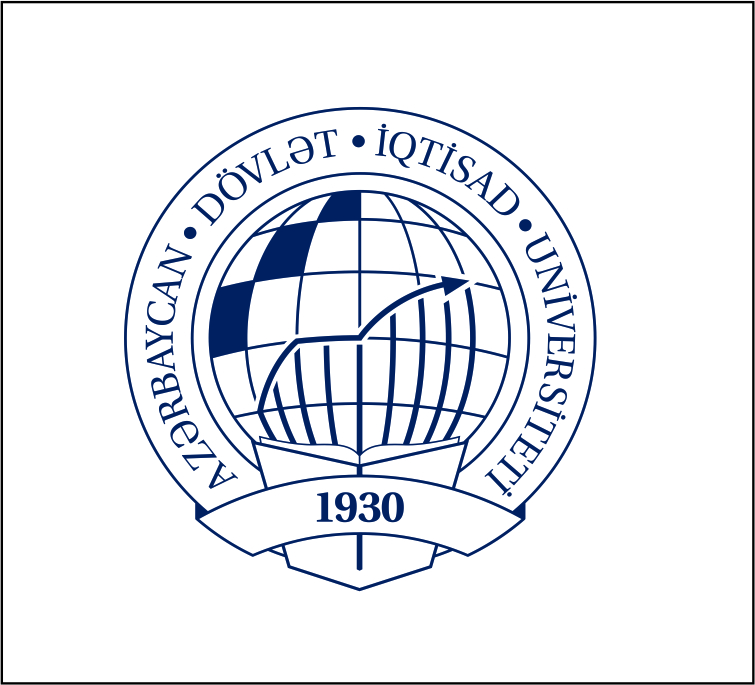 AZƏRBAYCAN • DÖVLƏT • İQTİSAD • UNİVERSİTETİ
1930